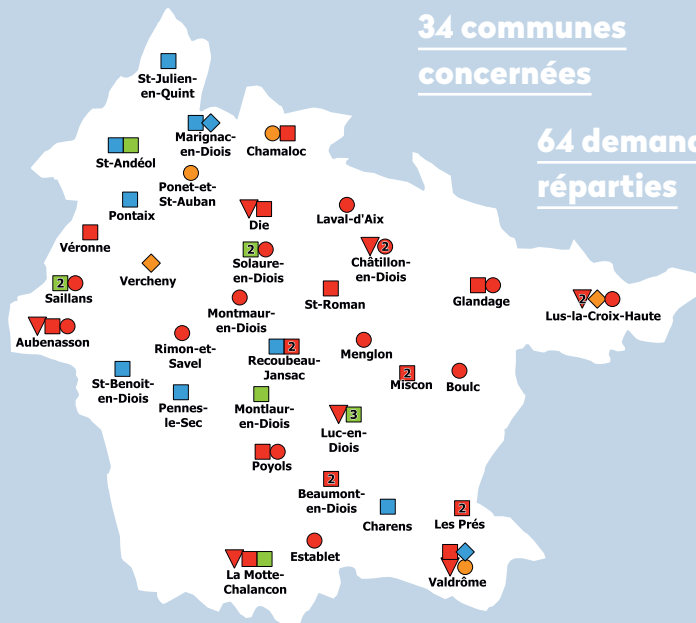 34 communes
concernées
64 deman
réparties
St-Julien-
en-Quint
Marignac-
en-Diois
Chamaloc
St-Andéol
Ponet-et-
St-Auban
Pontaix
Die
Laval-d'Aix
Véronne
2
Solaure-
en-Diois
2
Châtillon-
en-Diois
Vercheny
2
Saillans
St-Roman
Glandage
2
Lus-la-Croix-Haute
Montmaur-
en-Diois
Aubenasson
Rimon-et-
Savel
2
Recoubeau-
Jansac
Menglon
St-Benoit-
en-Diois
2
Miscon
Boulc
Pennes-
le-Sec
Montlaur-
en-Diois
3
Luc-en-
Diois
Poyols
2
Beaumont-
en-Diois
Charens
2
Les Prés
Establet
La Motte-
Chalancon
Valdrôme